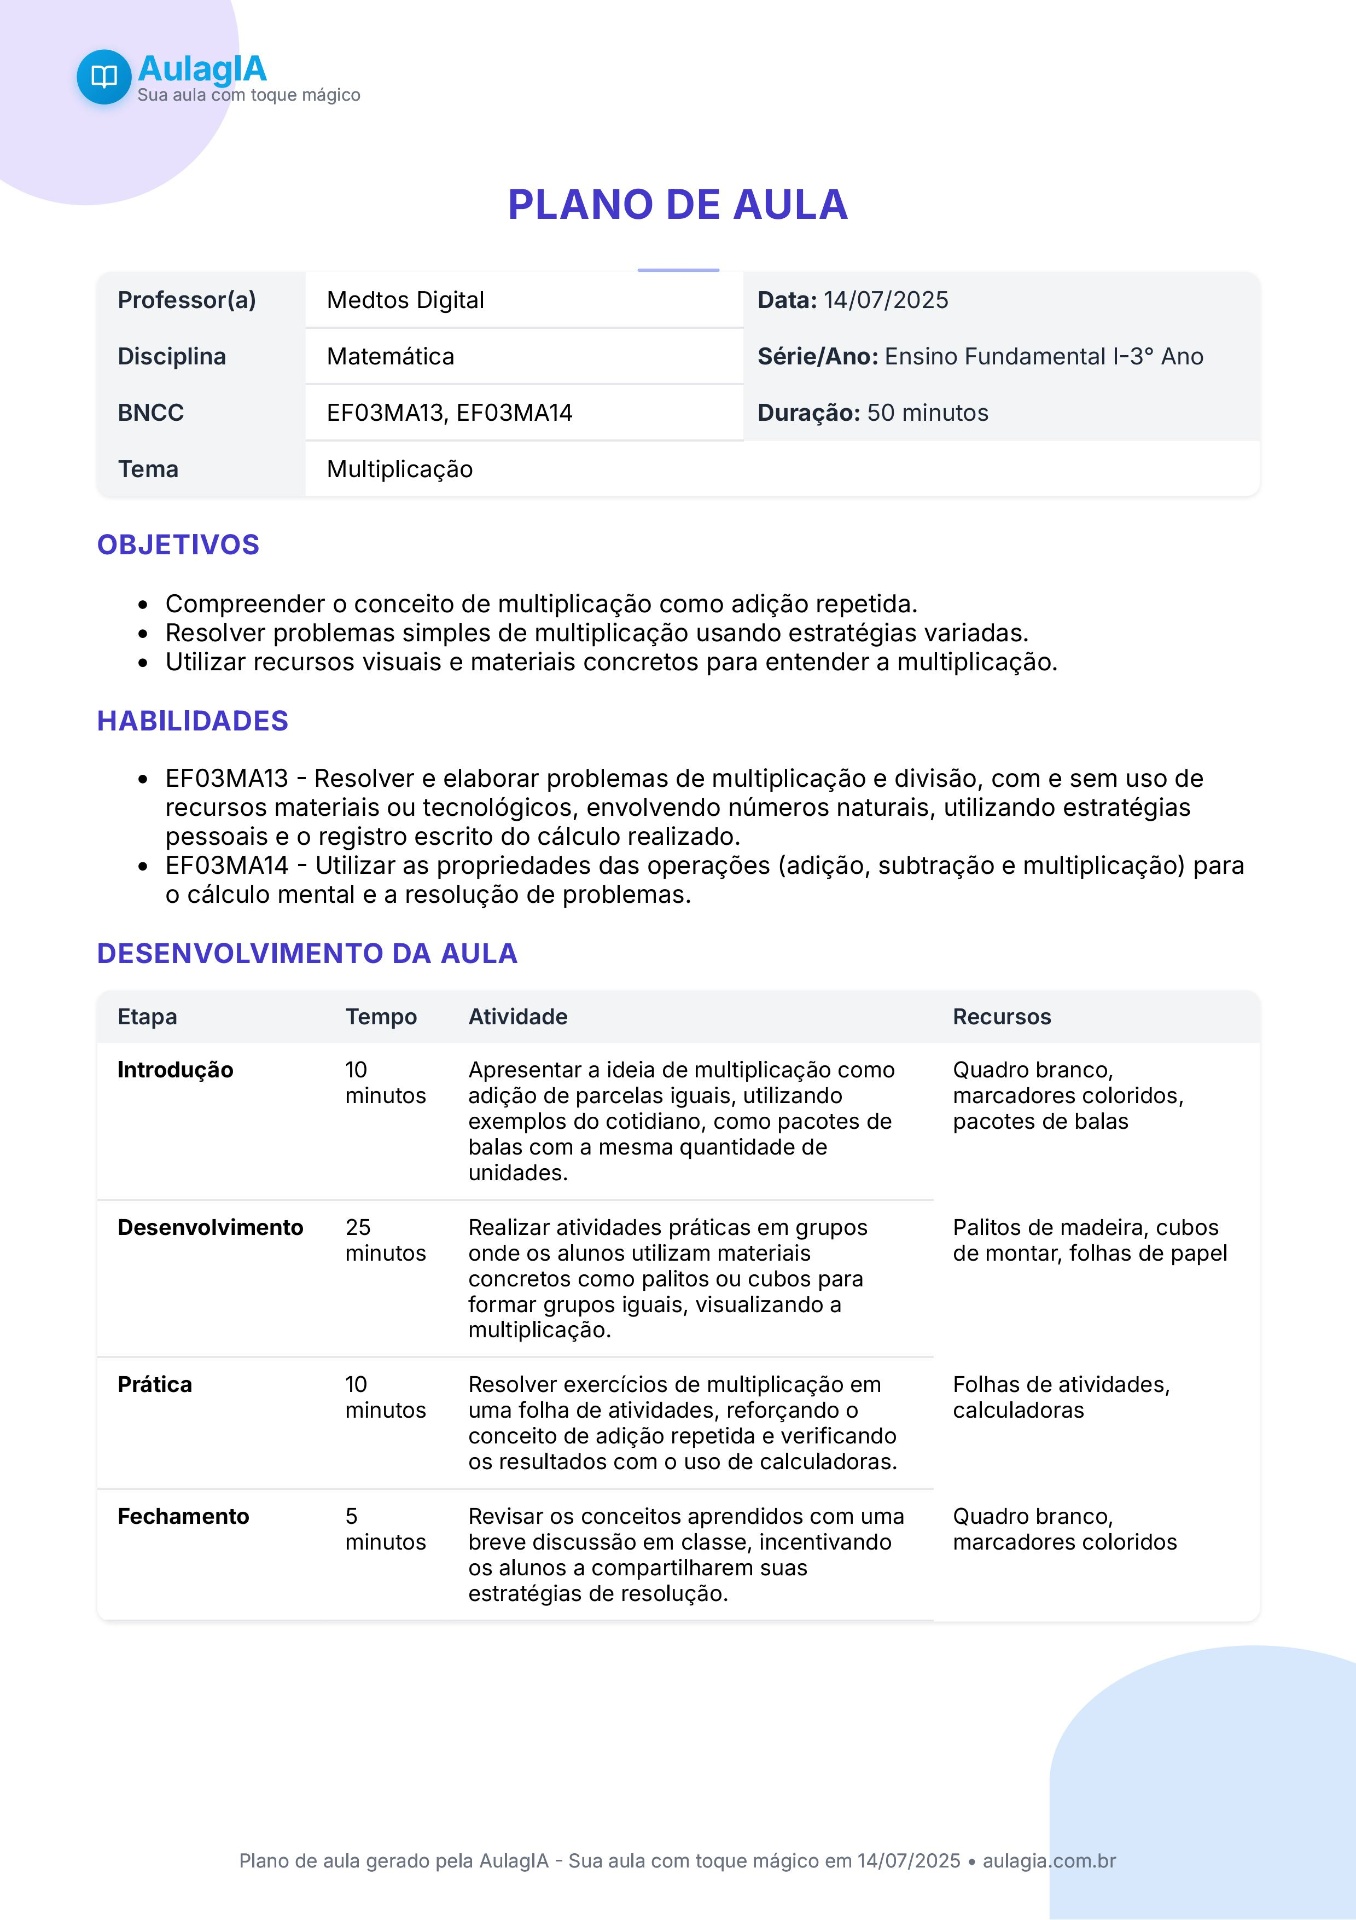 AulagIA
Sua aula com toque mágico
PLANO DE AULA
Professor(a) Medtos Digital Data: 14/07/2025
Disciplina Matemática Série/Ano: Ensino Fundamental I-3° Ano
BNCC EF03MA13, EF03MA14 Duração: 50 minutos
Tema Multiplicação
OBJETIVOS
• Compreender o conceito de multiplicação como adição repetida.
• Resolver problemas simples de multiplicação usando estratégias variadas.
• Utilizar recursos visuais e materiais concretos para entender a multiplicação.
HABILIDADES
• EF03MA13 - Resolver e elaborar problemas de multiplicação e divisão, com e sem uso de
recursos materiais ou tecnológicos, envolvendo números naturais, utilizando estratégias
pessoais e o registro escrito do cálculo realizado.
• EF03MA14 - Utilizar as propriedades das operações (adição, subtração e multiplicação) para
o cálculo mental e a resolução de problemas.
DESENVOLVIMENTO DA AULA
Etapa Tempo Atividade Recursos
Introdução 10 Apresentar a ideia de multiplicação como Quadro branco,
minutos adição de parcelas iguais, utilizando marcadores coloridos,
exemplos do cotidiano, como pacotes de pacotes de balas
balas com a mesma quantidade de
unidades.
Desenvolvimento 25 Realizar atividades práticas em grupos Palitos de madeira, cubos
minutos onde os alunos utilizam materiais de montar, folhas de papel
concretos como palitos ou cubos para
formar grupos iguais, visualizando a
multiplicação.
Prática 10 Resolver exercícios de multiplicação em Folhas de atividades,
minutos uma folha de atividades, reforçando o calculadoras
conceito de adição repetida e verificando
os resultados com o uso de calculadoras.
Fechamento 5 Revisar os conceitos aprendidos com uma Quadro branco,
minutos breve discussão em classe, incentivando marcadores coloridos
os alunos a compartilharem suas
estratégias de resolução.
Plano de aula gerado pela AulagIA - Sua aula com toque mágico em 14/07/2025 • aulagia.com.br